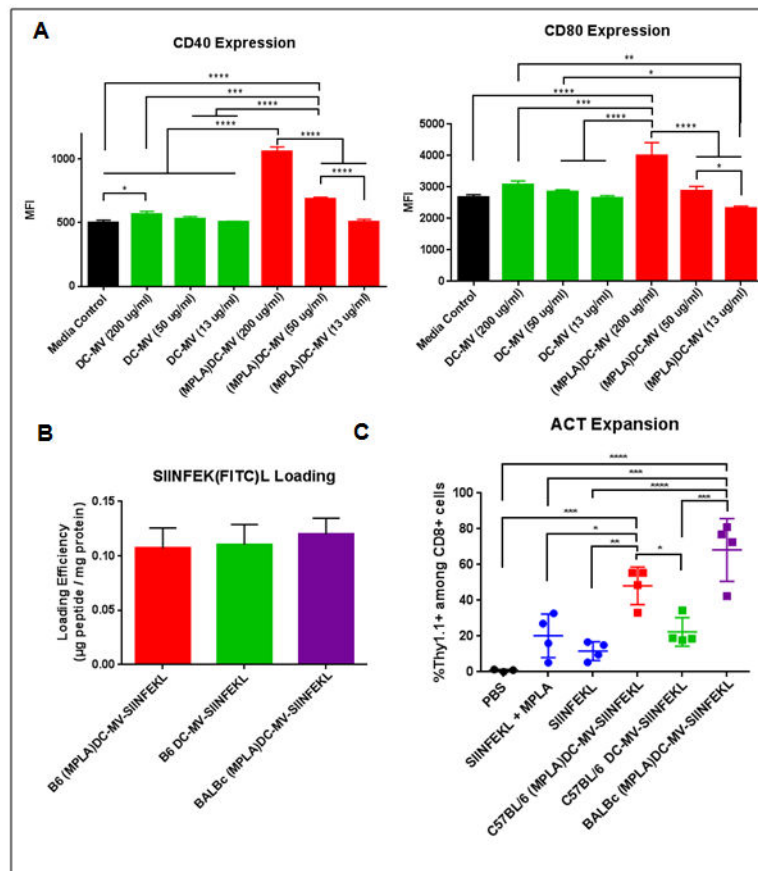 A
CD40 Expression
****
***
****
****
****
****
*
1000
500
0
MFI
Media Control
DC-MV (200 ug/ml)
DC-MV (50 ug/ml)
DC-MV (13 ug/ml)
(MPLA)DC-MV (200 ug/ml)
(MPLA)DC-MV (50 ug/ml)
(MPLA)DC-MV (13 ug/ml)
CD80 Expression
**
*
****
***
****
****
*
8000
6000
5000
4000
3000
2000
1000
0
MFI
Media Control
DC-MV (200 ug/ml)
DC-MV (50 ug/ml)
DC-MV (13 ug/ml)
(MPLA)DC-MV (200 ug/ml)
(MPLA)DC-MV (50 ug/ml)
(MPLA)DC-MV (13 ug/ml)
B
SIINFEK(FITC)L Loading
0.15
0.10
0.05
0.00
Loading Efficiency
(µg peptide / mg protein)
B6 (MPLA)DC-MV-SIINFEKL
B6 DC-MV-SIINFEKL
BALBc (MPLA)DC-MV-SIINFEKL
C
ACT Expansion
****
***
****
***
***
*
**
*
100
80
60
40
20
0
%Thy1.1+ among CD8+ cells
PBS
SIINFEKL + MPLA
SIINFEKL
C57BL/6 (MPLA)DC-MV-SIINFEKL
C57BL/6 DC-MV-SIINFEKL
BALBc (MPLA)DC-MV-SIINFEKL